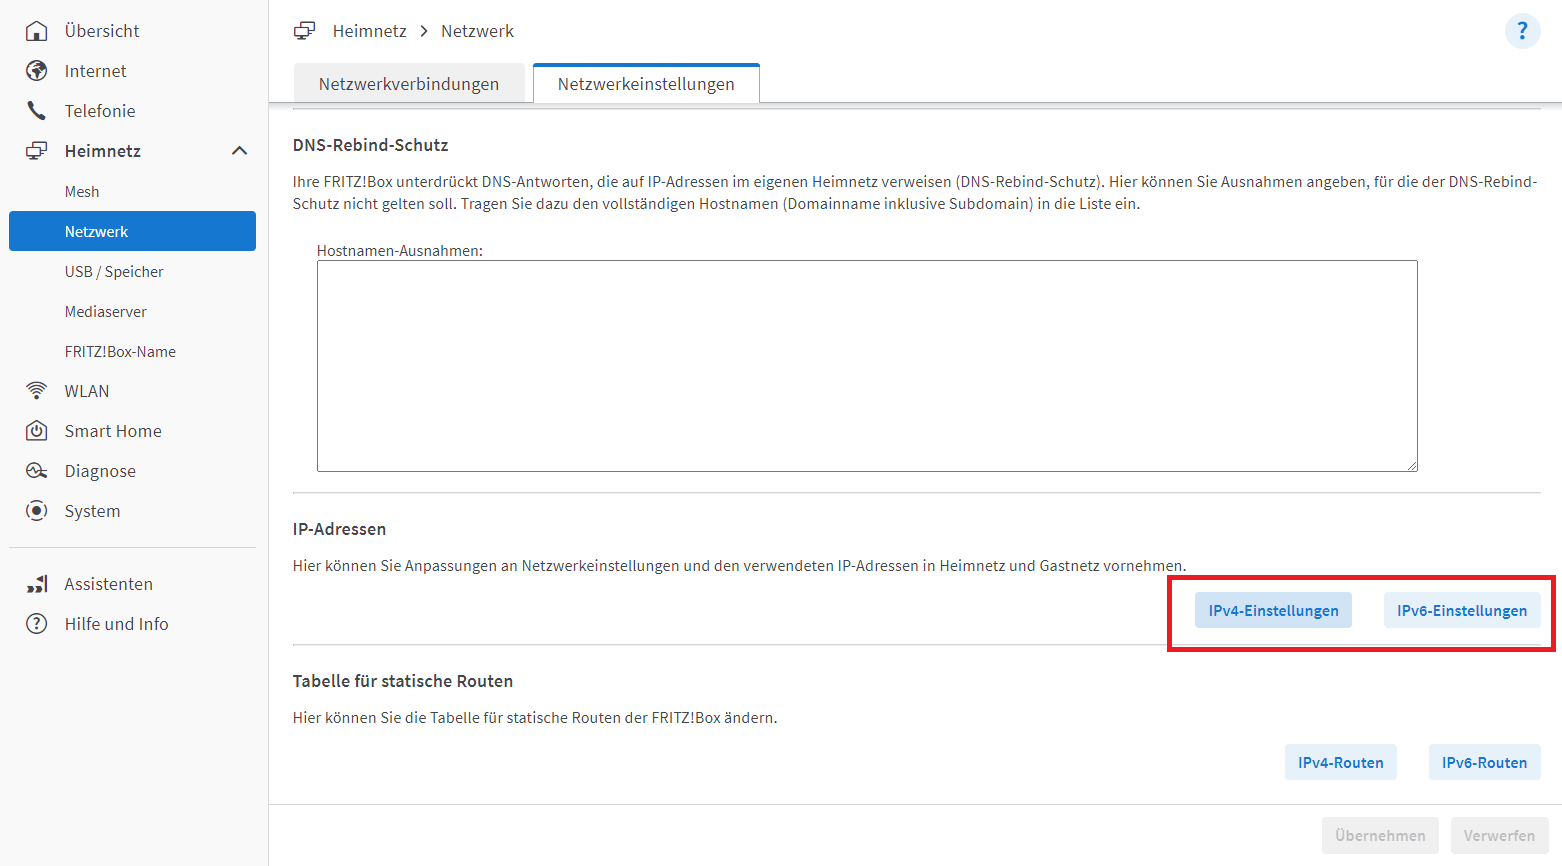 Übersicht
Internet
Telefonie
Heimnetz
Mesh
Netzwerk
USB / Speicher
Mediaserver
FRITZ!Box-Name
WLAN
Smart Home
Diagnose
System
Assistenten
Hilfe und Info
Heimnetz > Netzwerk
?
Netzwerkverbindungen
Netzwerkeinstellungen
DNS-Rebind-Schutz
Ihre FRITZ!Box unterdrückt DNS-Antworten, die auf IP-Adressen im eigenen Heimnetz verweisen (DNS-Rebind-Schutz). Hier können Sie Ausnahmen angeben, für die der DNS-Rebind-
Schutz nicht gelten soll. Tragen Sie dazu den vollständigen Hostnamen (Domainname inklusive Subdomain) in die Liste ein.
Hostnamen-Ausnahmen:
IP-Adressen
Hier können Sie Anpassungen an Netzwerkeinstellungen und den verwendeten IP-Adressen in Heimnetz und Gastnetz vornehmen.
IPv4-Einstellungen
IPv6-Einstellungen
Tabelle für statische Routen
Hier können Sie die Tabelle für statische Routen der FRITZ!Box ändern.
IPv4-Routen
IPv6-Routen
Übernehmen
Verwerfen